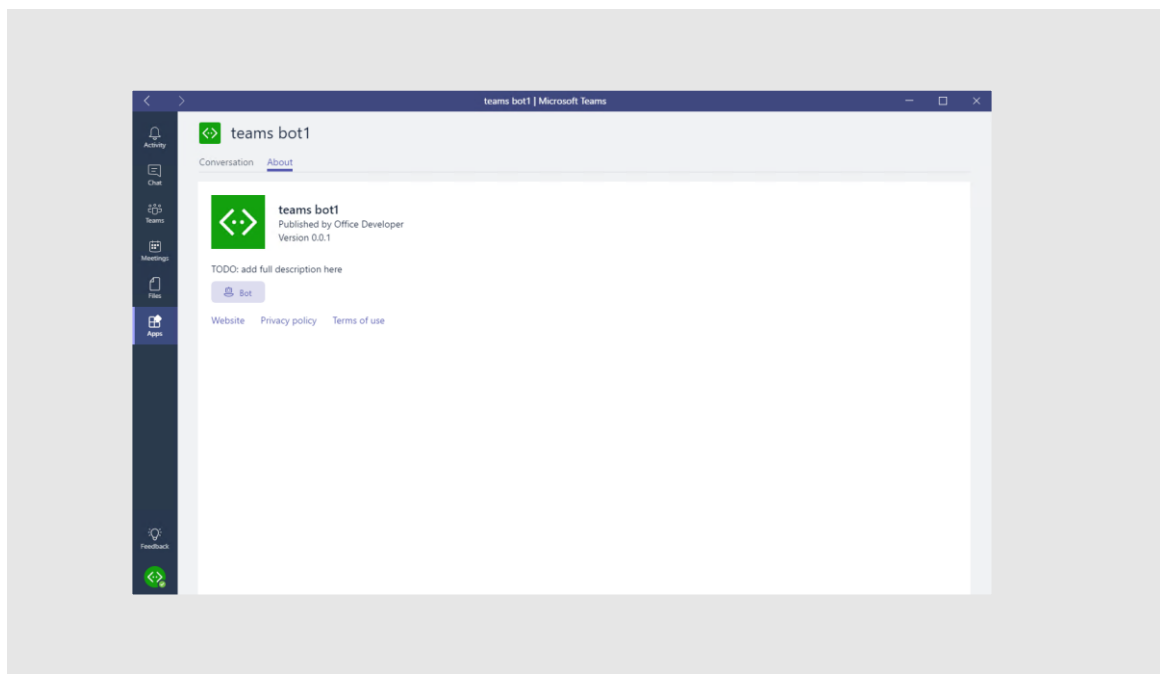 teams bot1 | Microsoft Teams
Activity
Chat
Teams
Meetings
Files
Apps
Feedback
teams bot1
Conversation About
teams bot1
Published by Office Developer
Version 0.0.1
TODO: add full description here
Bot
Website Privacy policy Terms of use